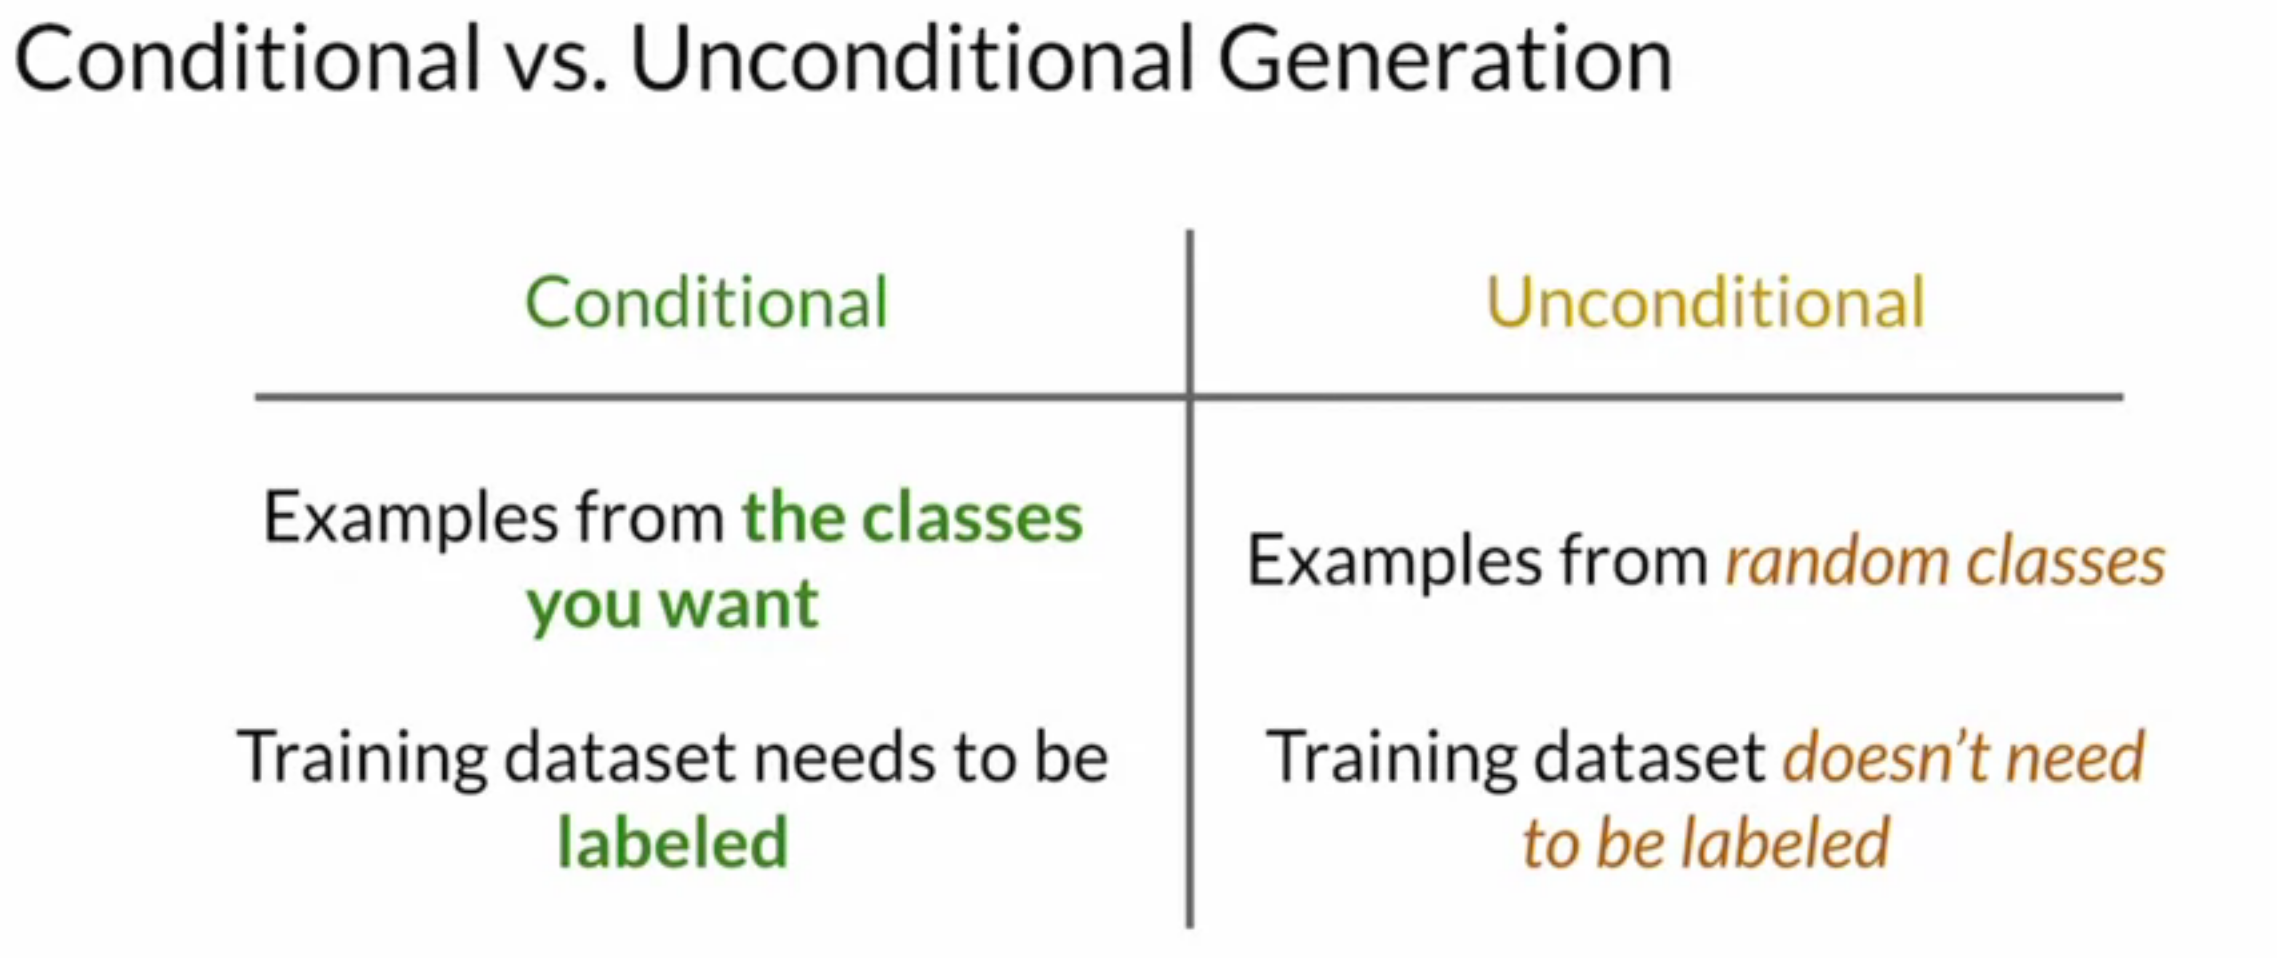 Conditional vs. Unconditional Generation
Conditional
Unconditional
Examples from the classes
you want
Examples from random classes
Training dataset needs to be
labeled
Training dataset doesn't need
to be labeled